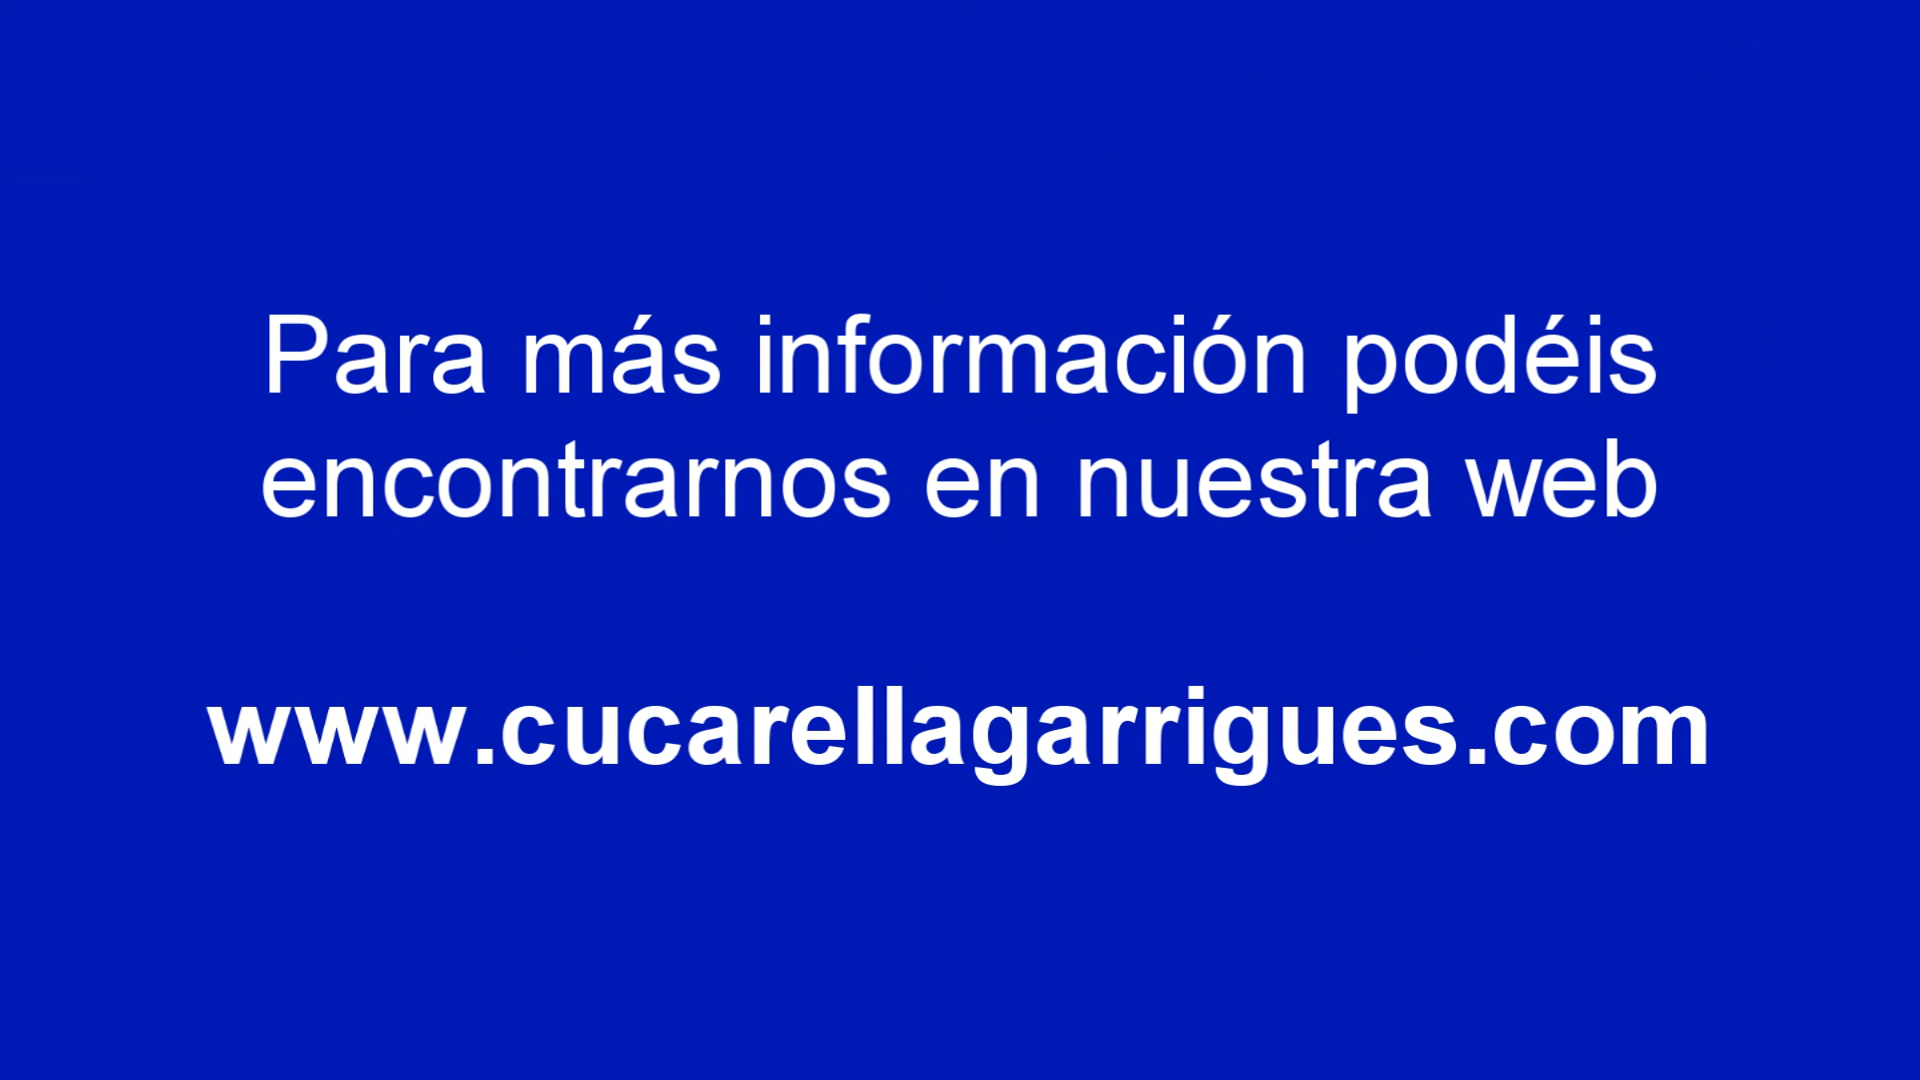 Para más información podéis
encontrarnos en nuestra web
www.cucarellagarrigues.com